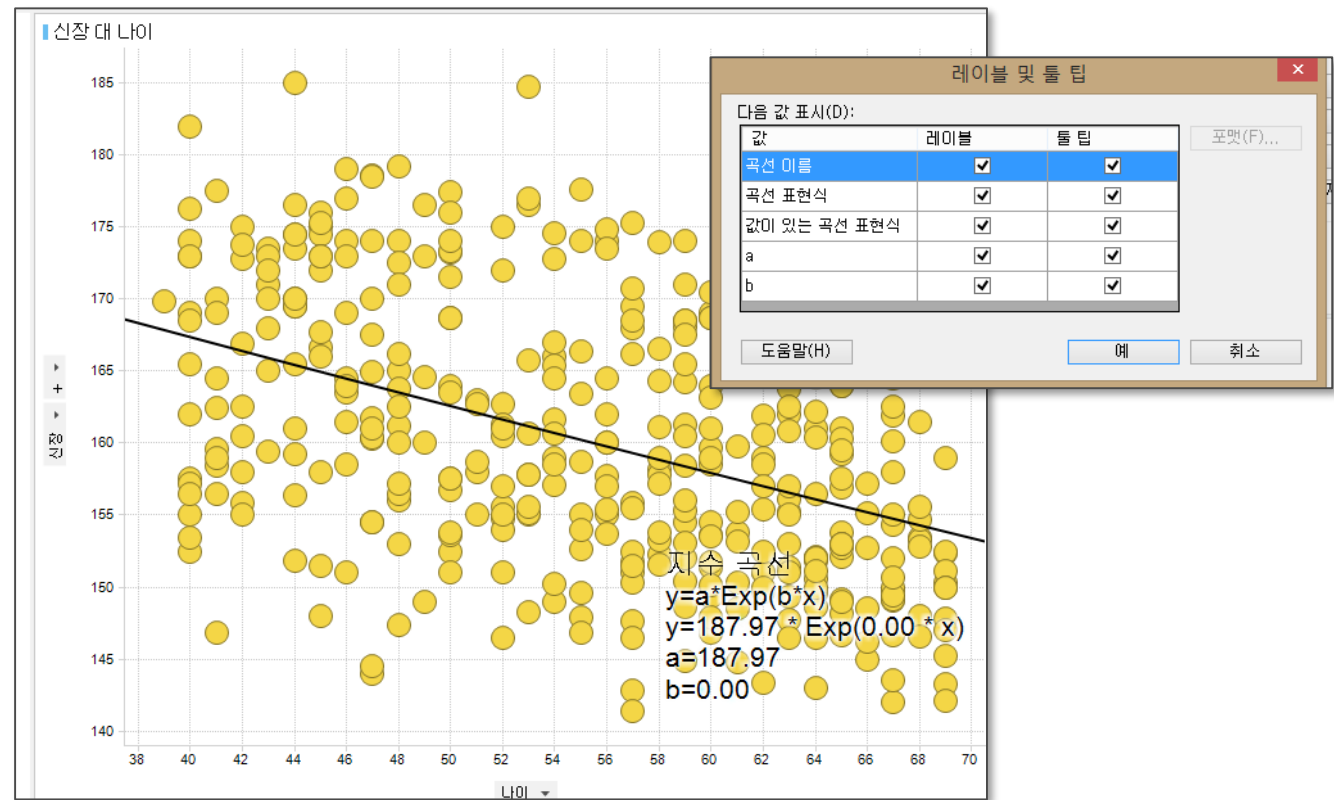 신장 대 나이
185
180
175
170
165
160
155
150
145
140
+
신장
38 40 42 44 46 48 50 52 54 56 58 60 62 64 66 68 70
나이
지수 곡선
y=a*Exp(b*x)
y=187.97 * Exp(0.00 * x)
a=187.97
b=0.00
레이블 및 툴 팁
다음 값 표시(D):
값 레이블 툴 팁
포맷(F)...
곡선 이름
곡선 표현식
값이 있는 곡선 표현식
a
b
도움말(H) 예 취소